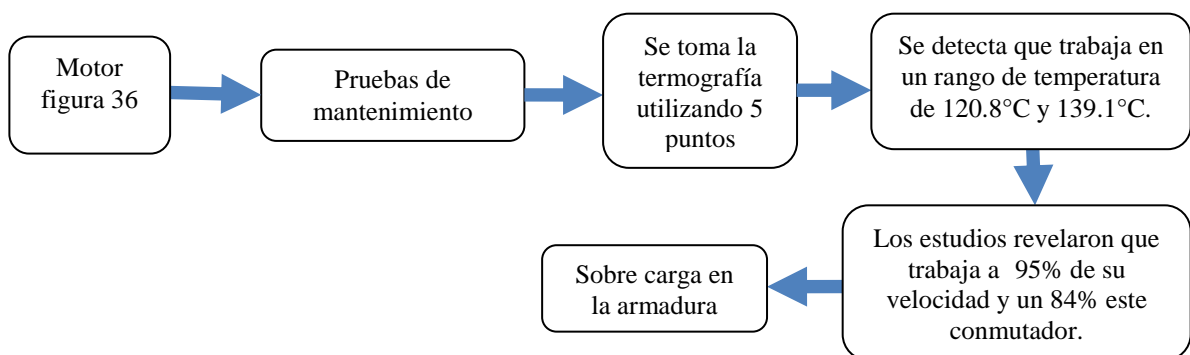 Motor
figura 36
Pruebas de
mantenimiento
Se toma la
termografía
utilizando 5
puntos
Se detecta que trabaja en
un rango de temperatura
de 120.8°C y 139.1°C.
Los estudios revelaron que
trabaja a 95% de su
velocidad y un 84% este
conmutador.
Sobre carga en
la armadura